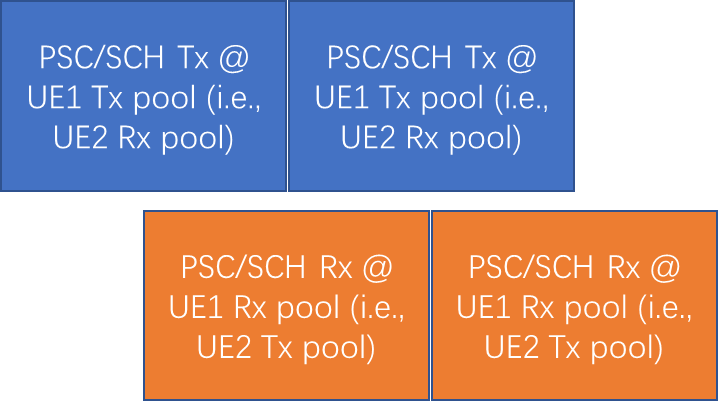 PSC/SCH Tx @
UE1 Tx pool (i.e.,
UE2 Rx pool)
PSC/SCH Tx @
UE1 Tx pool (i.e.,
UE2 Rx pool)
PSC/SCH Rx @
UE1 Rx pool (i.e.,
UE2 Tx pool)
PSC/SCH Rx @
UE1 Rx pool (i.e.,
UE2 Tx pool)